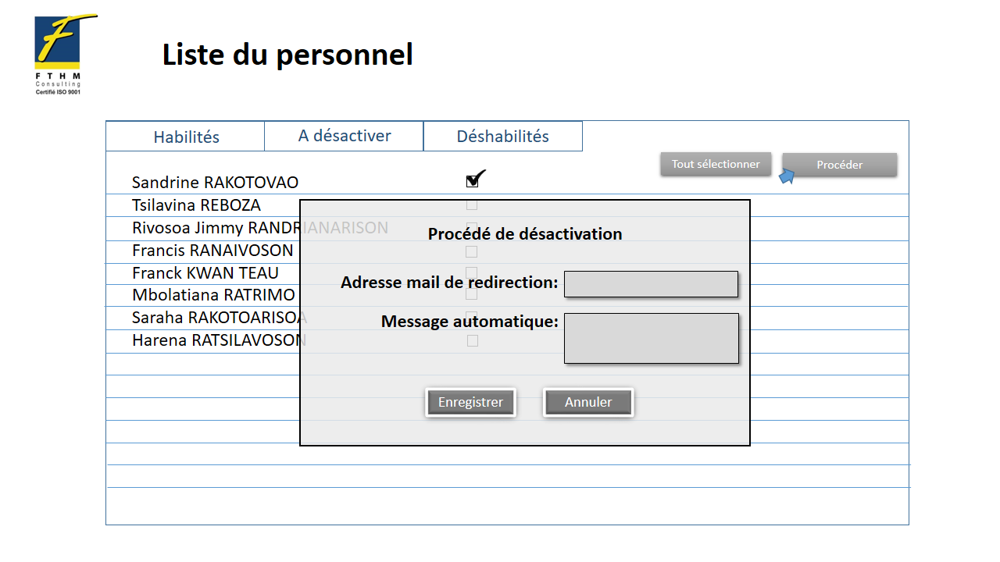 F T H M
Consulting
Certifié ISO 9001
Liste du personnel
Habilités
A désactiver
Déshabilités
Tout sélectionner
Procéder
Sandrine RAKOTOVAO
Tsilavina REBOZA
Rivosoa Jimmy RANDRIANARISON
Francis RANAIVOSON
Franck KWAN TEAU
Mbolatiana RATRIMO
Saraha RAKOTOARISOA
Harena RATSILAVOSON
Procédé de désactivation
Adresse mail de redirection:
Message automatique:
Enregistrer
Annuler